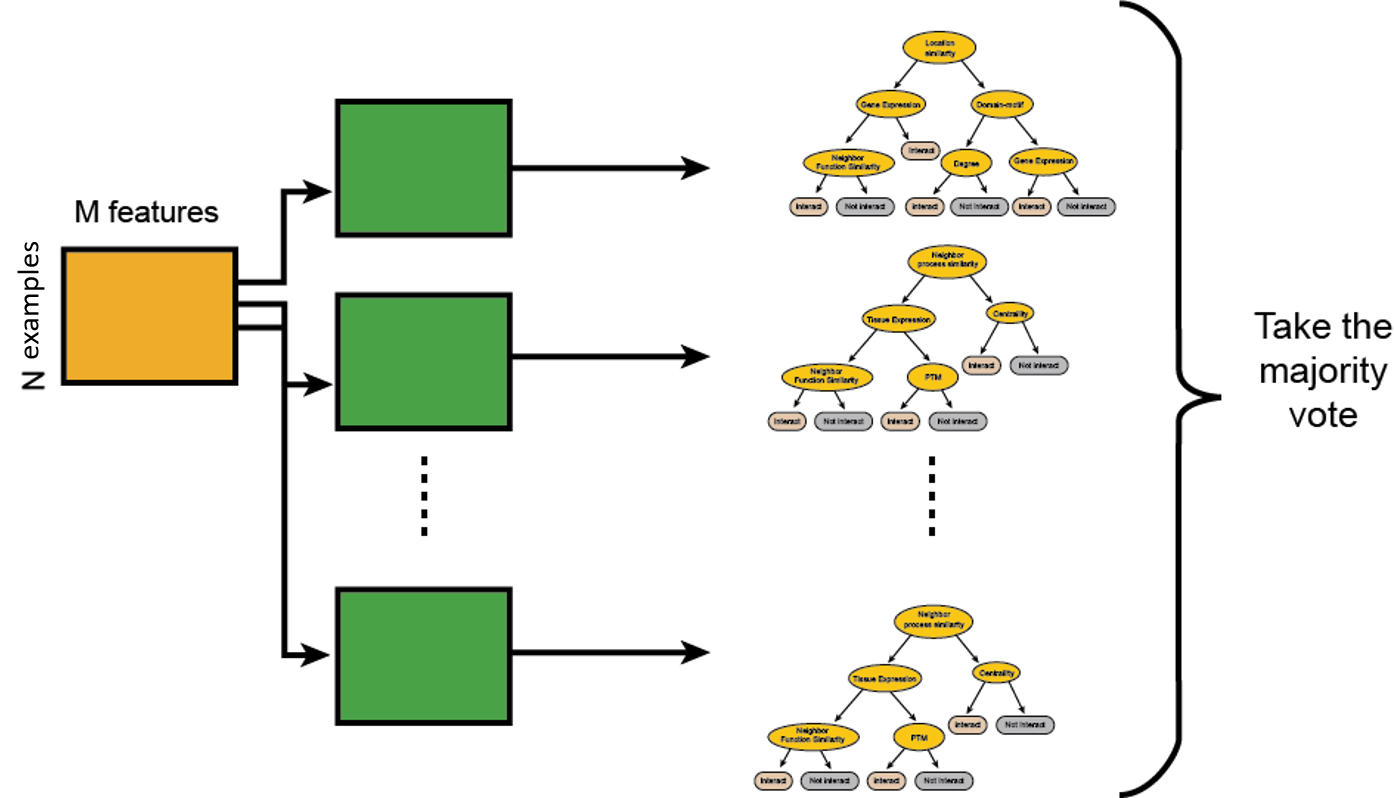 M features
N examples
Location
similarity
Gene Expression
Domain-motif
Interact
Neighbor
Function Similarity
Degree
Gene Expression
Interact
Not Interact
Interact
Not Interact
Interact
Not Interact
Neighbor
process similarity
Tissue Expression
Centrality
Interact
Not Interact
Neighbor
Function Similarity
PTM
Interact
Not Interact
Interact
Not Interact
Neighbor
process similarity
Tissue Expression
Centrality
Interact
Not Interact
Neighbor
Function Similarity
PTM
Interact
Not Interact
Interact
Not Interact
Take the
majority
vote